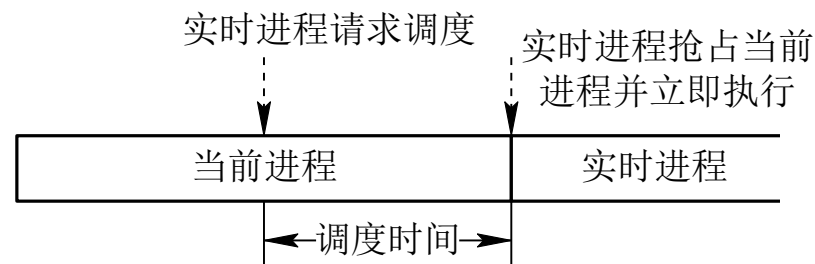 实时进程请求调度
实时进程抢占当前
进程并立即执行
当前进程
实时进程
调度时间